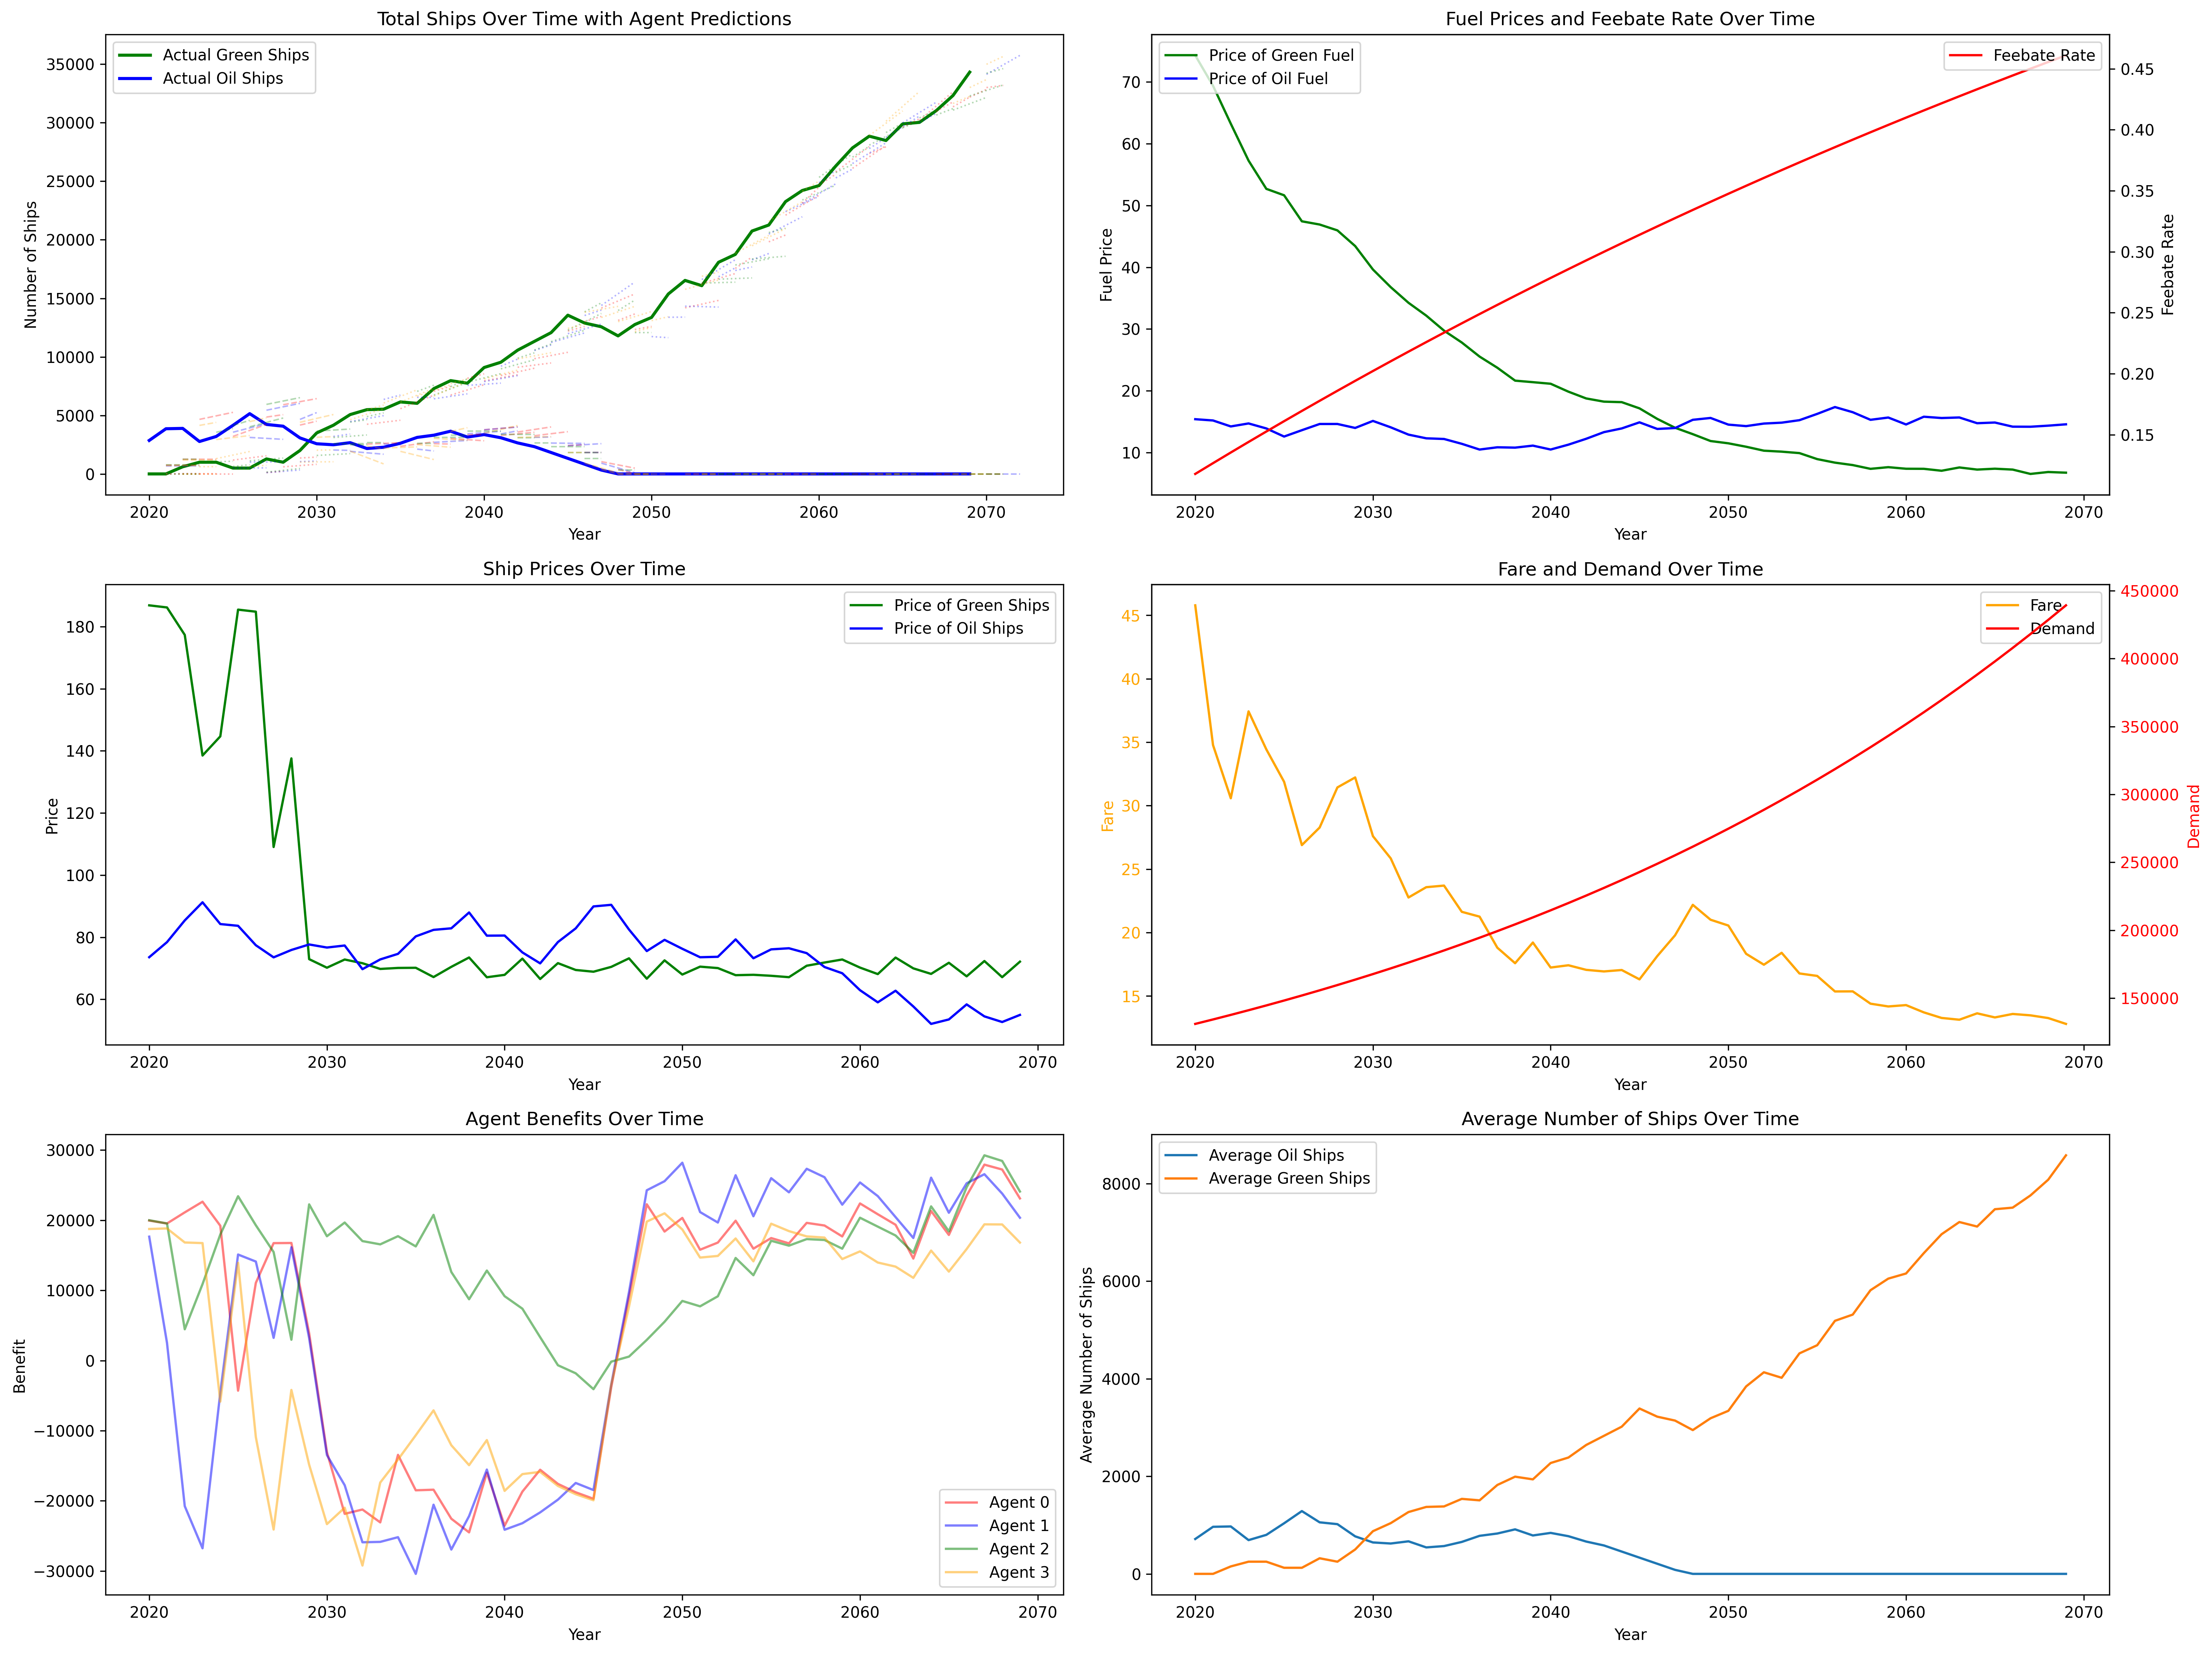 Total Ships Over Time with Agent Predictions
Actual Green Ships
Actual Oil Ships
35000
30000
25000
20000
15000
10000
5000
0
Number of Ships
2020
2030
2040
2050
2060
2070
Year
Fuel Prices and Feebate Rate Over Time
Price of Green Fuel
Price of Oil Fuel
Feebate Rate
70
60
50
40
30
20
10
Fuel Price
0.45
0.40
0.35
0.30
0.25
0.20
0.15
Feebate Rate
2020
2030
2040
2050
2060
2070
Year
Ship Prices Over Time
Price of Green Ships
Price of Oil Ships
180
160
140
120
100
80
60
Price
2020
2030
2040
2050
2060
2070
Year
Fare and Demand Over Time
Fare
Demand
45
40
35
30
25
20
15
Fare
450000
400000
350000
300000
250000
200000
150000
Demand
2020
2030
2040
2050
2060
2070
Year
Agent Benefits Over Time
30000
20000
10000
0
−10000
−20000
−30000
Benefit
Agent 0
Agent 1
Agent 2
Agent 3
2020
2030
2040
2050
2060
2070
Year
Average Number of Ships Over Time
Average Oil Ships
Average Green Ships
8000
6000
4000
2000
0
Average Number of Ships
2020
2030
2040
2050
2060
2070
Year